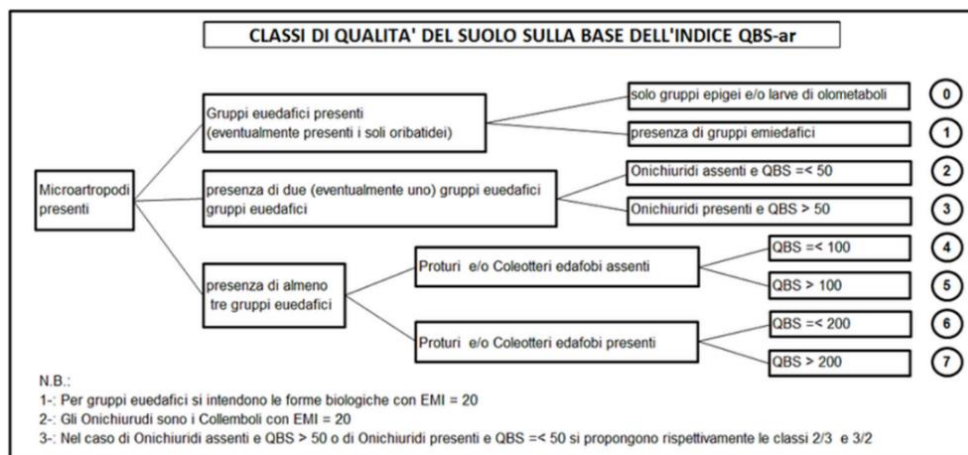 CLASSI DI QUALITA' DEL SUOLO SULLA BASE DELL'INDICE QBS-ar
Microartropodi
presenti
Gruppi euedafici presenti
(eventualmente presenti i soli oribatidei)
solo gruppi epigei e/o larve di olometaboli
0
presenza di gruppi emiedafici
1
presenza di due (eventualmente uno) gruppi euedafici
gruppi euedafici
Onichiuridi assenti e QBS =< 50
2
Onichiuridi presenti e QBS > 50
3
presenza di almeno
tre gruppi euedafici
Proturi e/o Coleotteri edafobi assenti
QBS =< 100
4
QBS > 100
5
Proturi e/o Coleotteri edafobi presenti
QBS =< 200
6
QBS > 200
7
N.B.:
1-: Per gruppi euedafici si intendono le forme biologiche con EMI = 20
2-: Gli Onichiurudi sono i Collemboli con EMI = 20
3-: Nel caso di Onichiuridi assenti e QBS > 50 o di Onichiuridi presenti e QBS =< 50 si propongono rispettivamente le classi 2/3 e 3/2